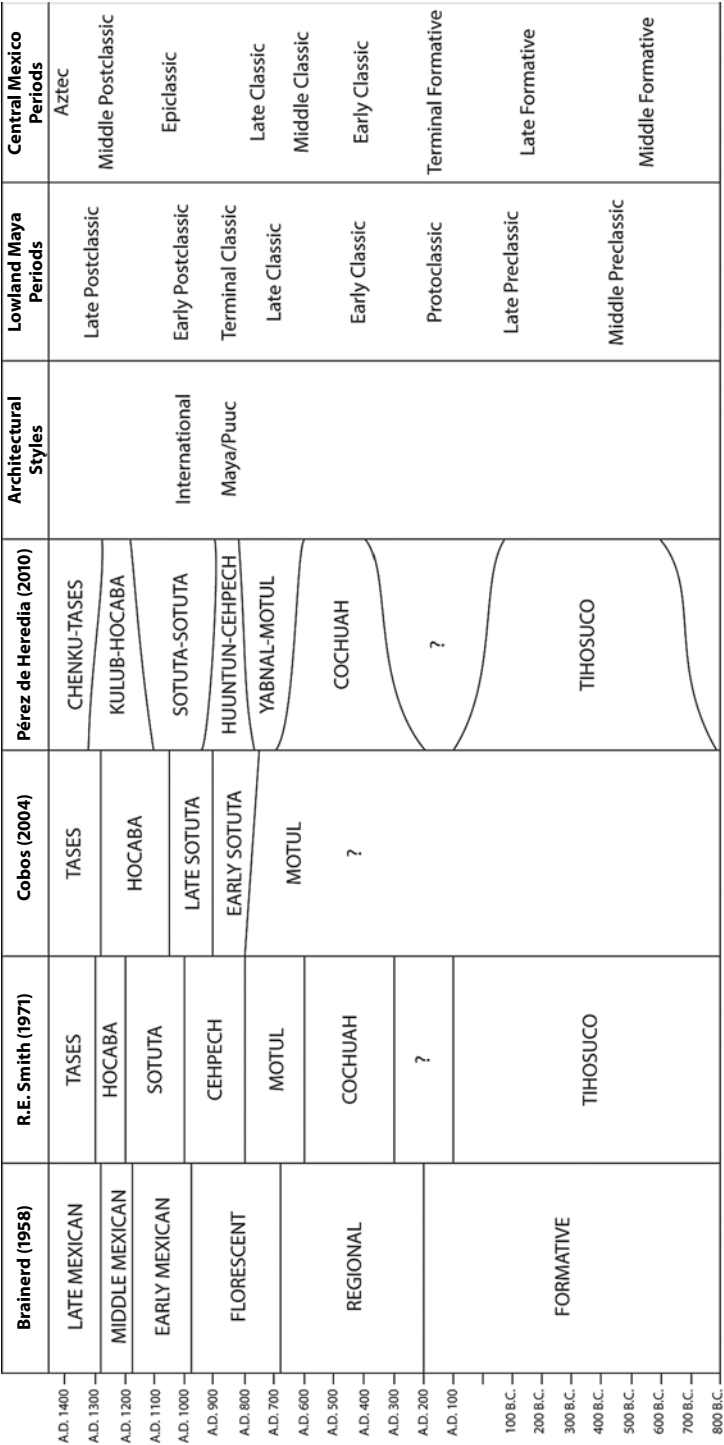 A.D. 1400
A.D. 1300
A.D. 1200
A.D. 1100
A.D. 1000
A.D. 900
A.D. 800
A.D. 700
A.D. 600
A.D. 500
A.D. 400
A.D. 300
A.D. 200
A.D. 100
100 B.C.
200 B.C.
300 B.C.
400 B.C.
500 B.C.
600 B.C.
700 B.C.
800 B.C.
Brainerd (1958)
LATE MEXICAN
MIDDLE MEXICAN
EARLY MEXICAN
FLORESCENT
REGIONAL
FORMATIVE
R.E. Smith (1971)
TASES
HOCABA
SOTUTA
CEHPECH
MOTUL
COCHUAH
?
TIHOSUCO
Cobos (2004)
TASES
HOCABA
LATE SOTUTA
EARLY SOTUTA
MOTUL
?
Pérez de Heredia (2010)
CHENKU-TASES
KULUB-HOCABA
SOTUTA-SOTUTA
HUUNTUN-CEHPECH
YABNAL-MOTUL
COCHUAH
?
TIHOSUCO
Architectural
Styles
International
Maya/Puuc
Lowland Maya
Periods
Late Postclassic
Early Postclassic
Terminal Classic
Late Classic
Early Classic
Protoclassic
Late Preclassic
Middle Preclassic
Central Mexico
Periods
Aztec
Middle Postclassic
Epiclassic
Late Classic
Middle Classic
Early Classic
Terminal Formative
Late Formative
Middle Formative